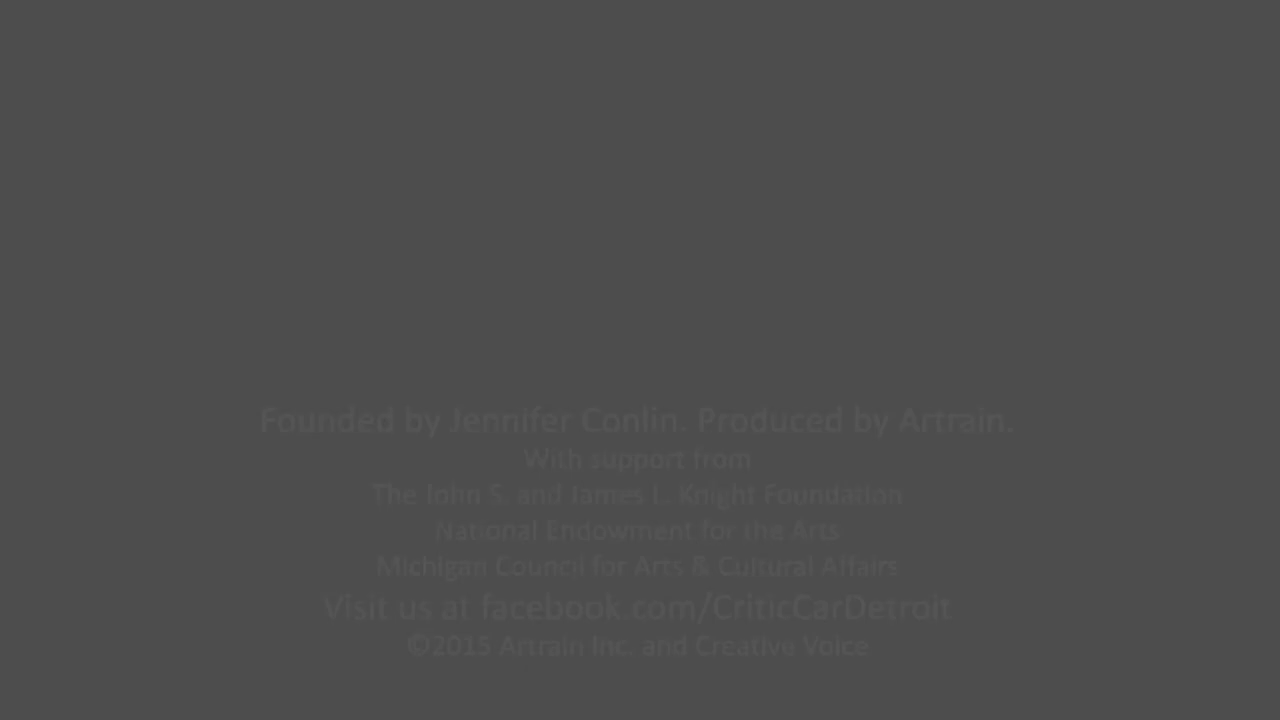 Founded by Jennifer Conlin. Produced by Artrain.
With support from
The John S. and James L. Knight Foundation
National Endowment for the Arts
Michigan Council for Arts & Cultural Affairs
Visit us at facebook.com/CriticCarDetroit
©2015 Artrain Inc. and Creative Voice